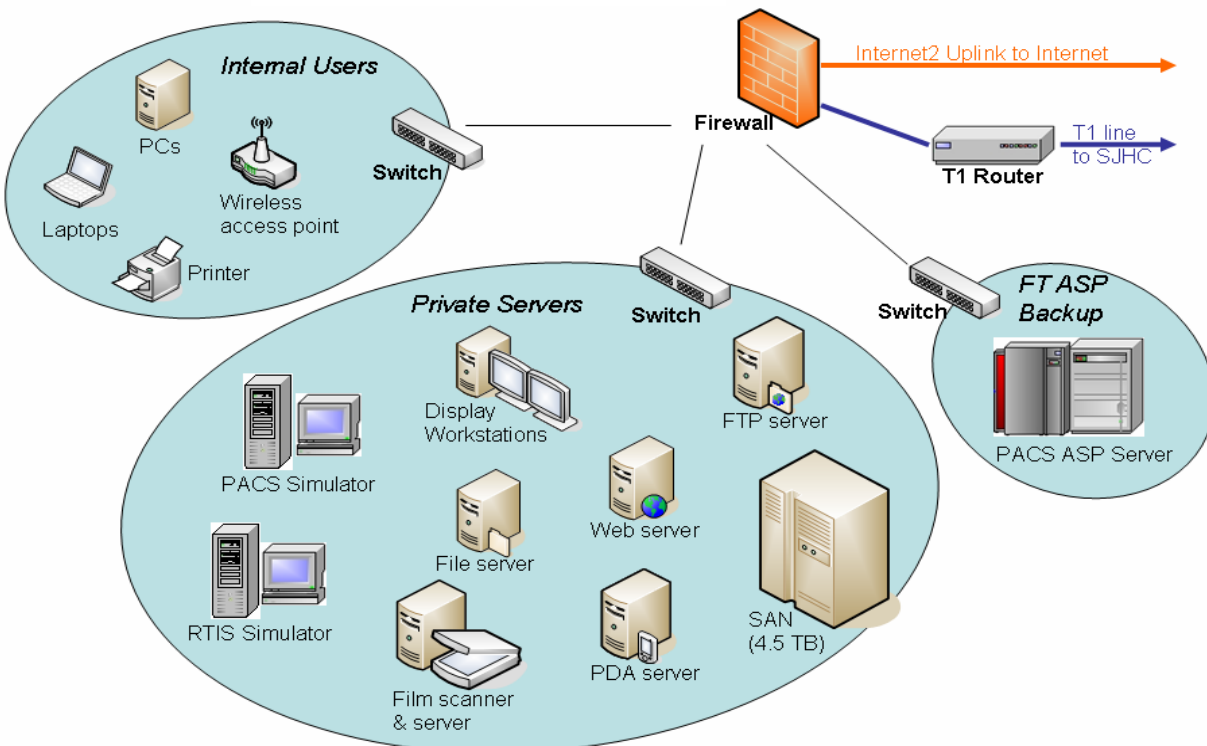 Internal Users
PCs
Laptops
Wireless
access point
Printer
Switch
Firewall
Internet2 Uplink to Internet
T1 line
to SJHC
T1 Router
Private Servers
Switch
Display
Workstations
FTP server
PACS Simulator
File server
Web server
RTIS Simulator
Film scanner
& server
PDA server
SAN
(4.5 TB)
Switch
FT ASP
Backup
PACS ASP Server